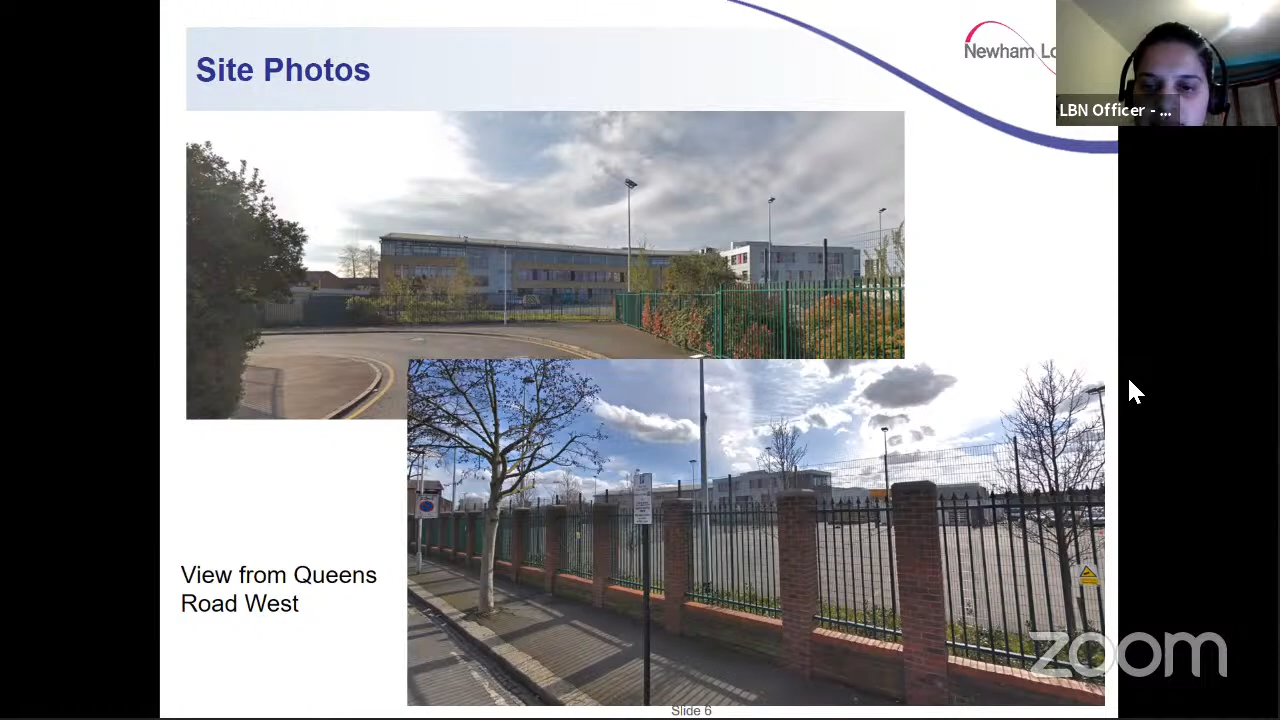 Site Photos
Newham Lo
LBN Officer - ...
View from Queens
Road West
zoom
Slide 6